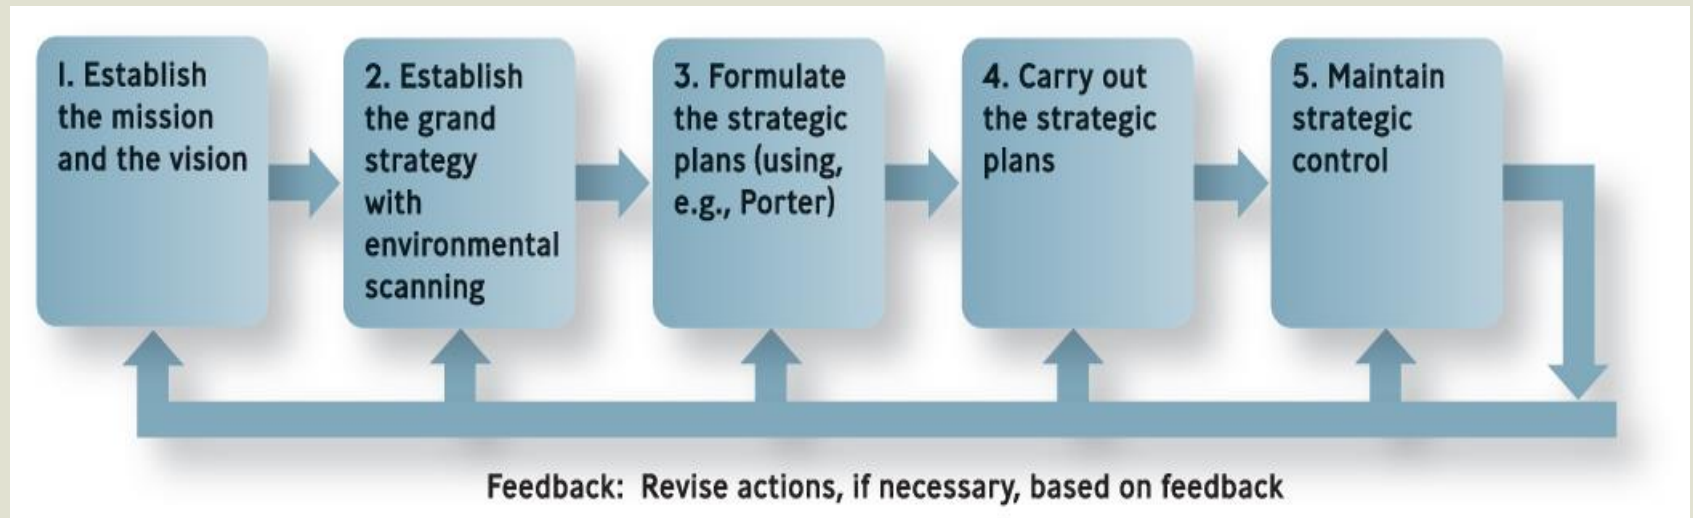 1. Establish
the mission
and the vision
2. Establish
the grand
strategy
with
environmental
scanning
3. Formulate
the strategic
plans (using,
e.g., Porter)
4. Carry out
the strategic
plans
5. Maintain
strategic
control
Feedback: Revise actions, if necessary, based on feedback